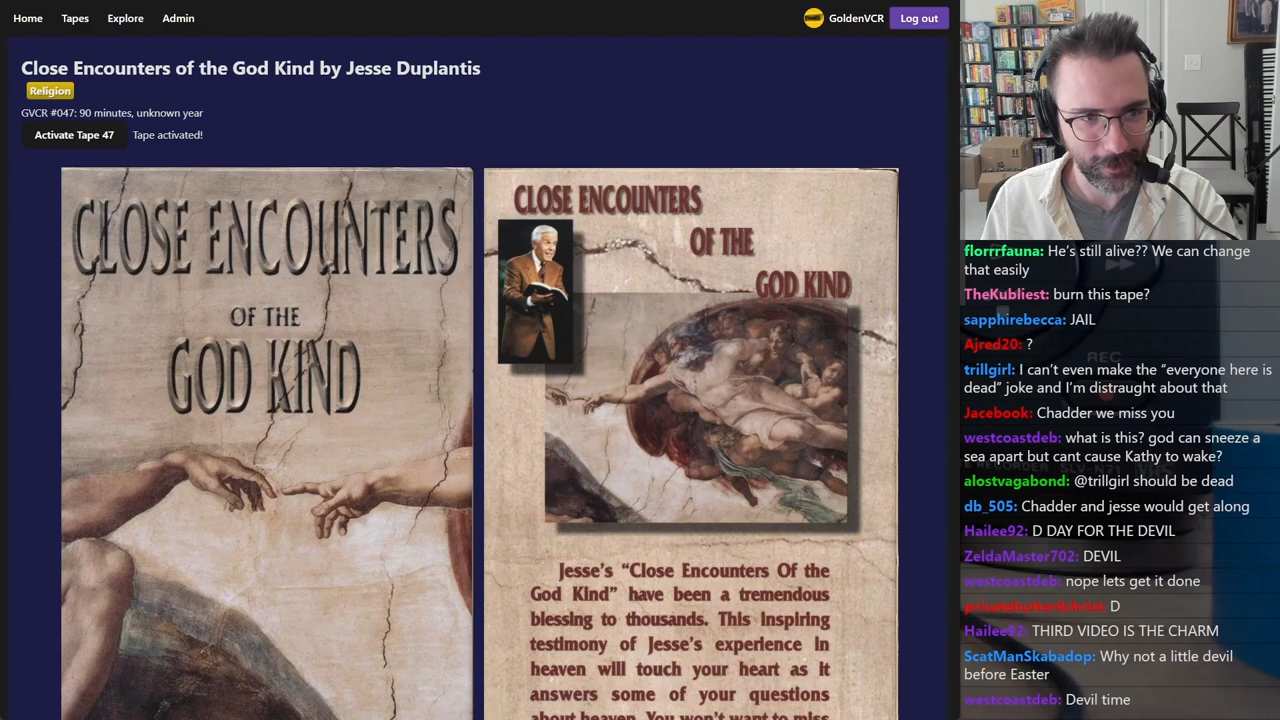 Home Tapes Explore Admin GoldenVCR Log out
Close Encounters of the God Kind by Jesse Duplantis
Religion
GVCR #047: 90 minutes, unknown year
Activate Tape 47 Tape activated!
CLOSE ENCOUNTERS
OF THE
GOD KIND
CLOSE ENCOUNTERS
OF THE
GOD KIND
Jesse's “Close Encounters Of the
God Kind” have been a tremendous
blessing to thousands. This inspiring
testimony of Jesse's experience in
heaven will touch your heart as it
answers some of your questions
about heaven. You won't want to miss
florrrfauna: He's still alive?? We can change
that easily
TheKubliest: burn this tape?
sapphirebecca: JAIL
Ajred20: ?
trillgirl: I can't even make the “everyone here is
dead” joke and I'm distraught about that
Jacebook: Chadder we miss you
westcoastdeb: what is this? god can sneeze a
sea apart but cant cause Kathy to wake?
alostvagabond: @trillgirl should be dead
db_505: Chadder and jesse would get along
Hailee92: D DAY FOR THE DEVIL
ZeldaMaster702: DEVIL
westcoastdeb: nope lets get it done
D
Hailee92: THIRD VIDEO IS THE CHARM
ScatManSkabadop: Why not a little devil
before Easter
westcoastdeb: Devil time
REC